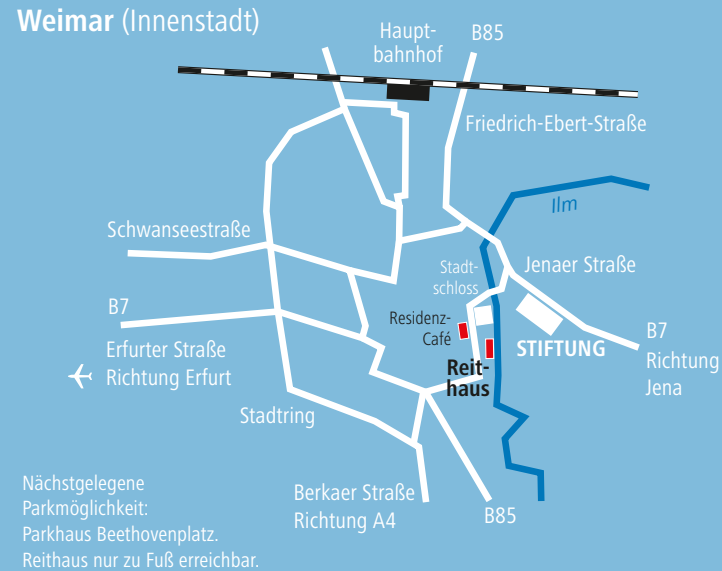 Weimar (Innenstadt)
Haupt-
bahnhof
B85
Friedrich-Ebert-Straße
Ilm
Schwanseestraße
Stadt-
schloss
Jenaer Straße
B7
Residenz-
Café
STIFTUNG
B7
Richtung
Jena
Erfurter Straße
Richtung Erfurt
Reit-
haus
Stadtring
Nächstgelegene
Parkmöglichkeit:
Parkhaus Beethovenplatz.
Reithaus nur zu Fuß erreichbar.
Berkaer Straße
Richtung A4
B85